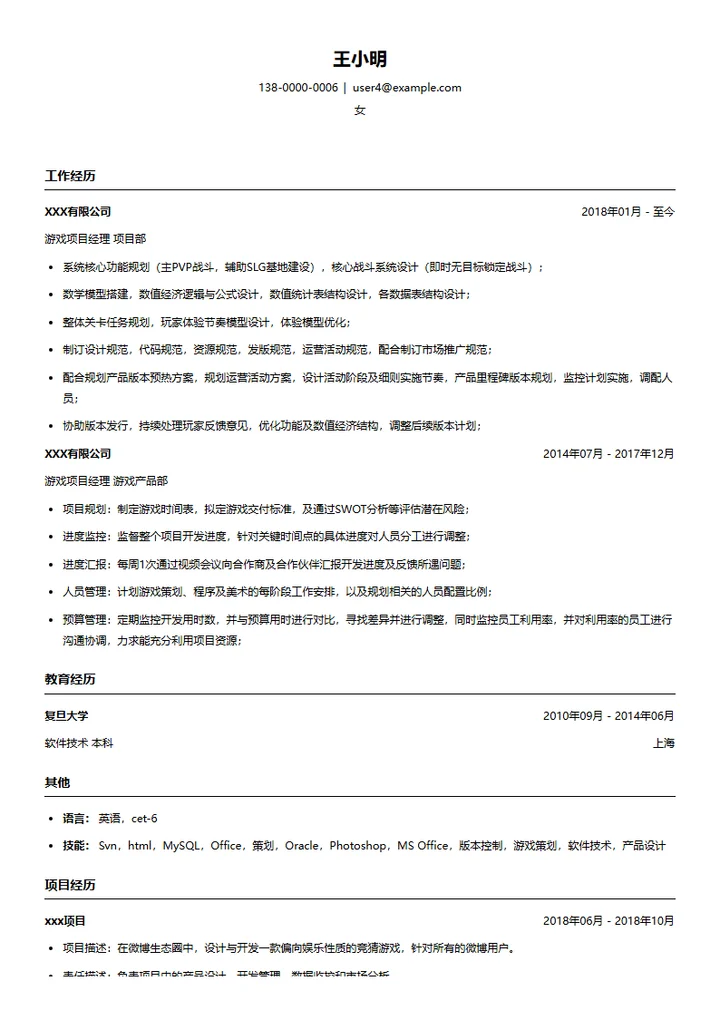 王小明
138-0000-0006 | user4@example.com
女
工作经历
XXX有限公司 2018年01月 - 至今
游戏项目经理 项目部
• 系统核心功能规划（主PVP战斗，辅助SLG基地建设），核心战斗系统设计（即时无目标锁定战斗）;
• 数学模型搭建，数值经济逻辑与公式设计，数值统计表结构设计，各数据表结构设计;
• 整体关卡任务规划，玩家体验节奏模型设计，体验模型优化;
• 制订设计规范，代码规范，资源规范，发版规范，运营活动规范，配合制订市场推广规范;
• 配合规划产品版本预热方案，规划运营活动方案，设计活动阶段及细则实施节奏，产品里程碑版本规划，监控计划实施，调配人
员;
• 协助版本发行，持续处理玩家反馈意见，优化功能及数值经济结构，调整后续版本计划;
XXX有限公司 2014年07月 - 2017年12月
游戏项目经理 游戏产品部
• 项目规划：制定游戏时间表，拟定游戏交付标准，及通过SWOT分析等评估潜在风险;
• 进度监控：监督整个项目开发进度，针对关键时间点的具体进度对人员分工进行调整;
• 进度汇报：每周1次通过视频会议向合作商及合作伙伴汇报开发进度及反馈所遇问题;
• 人员管理：计划游戏策划、程序及美术的每阶段工作安排，以及规划相关的人员配置比例;
• 预算管理：定期监控开发用时数，并与预算用时进行对比，寻找差异并进行调整，同时监控员工利用率，并对利用率的员工进行
沟通协调，力求能充分利用项目资源;
教育经历
复旦大学 2010年09月 - 2014年06月
软件技术 本科 上海
其他
• 语言： 英语，cet-6
• 技能： Svn，html，MySQL，Office，策划，Oracle，Photoshop，MS Office，版本控制，游戏策划，软件技术，产品设计
项目经历
xxx项目 2018年06月 - 2018年10月
• 项目描述：在微博生态圈中，设计与开发一款偏向娱乐性质的竞猜游戏，针对所有的微博用户。
• 责任描述：负责项目中的产品设计、开发管理、数据监控和市场分析